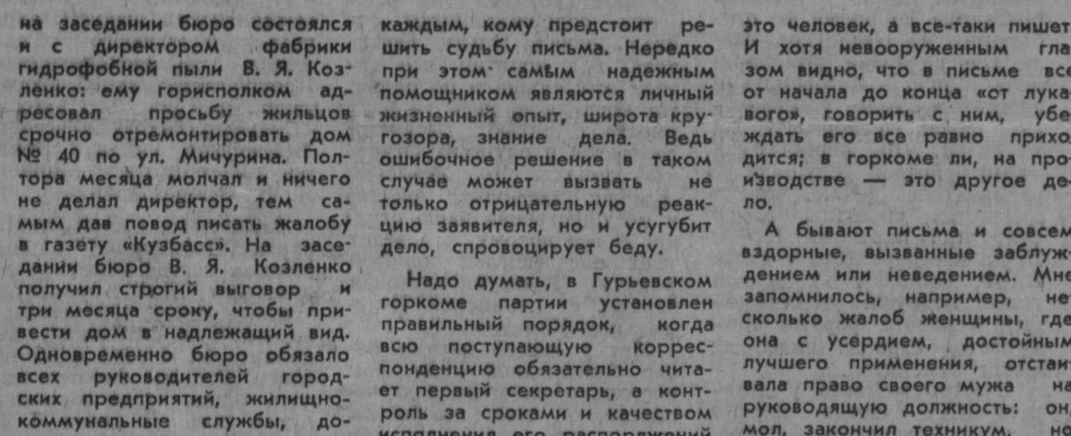 на заседании бюро состоялся
и с директором фабрики
гидрофобной пыли В. Я. Коз-
ленко: ему горисполком ад-
ресовал просьбу жильцов
срочно отремонтировать дом
№ 40 по ул. Мичурина. Пол-
тора месяца молчал и ничего
не делал директор, тем са-
мым дав повод писать жалобу
в газету «Кузбасс». На засе-
дании бюро В. Я. Козленко
получил строгий выговор и
три месяца сроку, чтобы при-
вести дом в надлежащий вид.
Одновременно бюро обязало
всех руководителей город-
ских предприятий, жилищно-
коммунальные службы, до-
каждым, кому предстоит ре-
шить судьбу письма. Нередко
при этом самым надежным
помощником являются личный
жизненный опыт, широта кру-
гозора, знание дела. Ведь
ошибочное решение в таком
случае может вызвать не
только отрицательную реак-
цию заявителя, но и усугубит
дело, спровоцирует беду.
Надо думать, в Гурьевском
горкоме партии установлен
правильный порядок, когда
всю поступающую коррес-
понденцию обязательно чита-
ет первый секретарь, а конт-
роль за сроками и качеством
исполнения его распоряжений
это человек, а все-таки пишет.
И хотя невооруженным гла-
зом видно, что в письме все
от начала до конца «от лука-
вого», говорить с ним, убе-
ждать его все равно прихо-
дится; в горкоме ли, на про-
изводстве — это другое де-
ло.
А бывают письма и совсем
вздорные, вызванные заблуж-
дением или неведением. Мне
запомнилось, например, не-
сколько жалоб женщины, где
она с усердием, достойным
лучшего применения, отстаи-
вала право своего мужа на
руководящую должность: он,
мол, закончил техникум, но